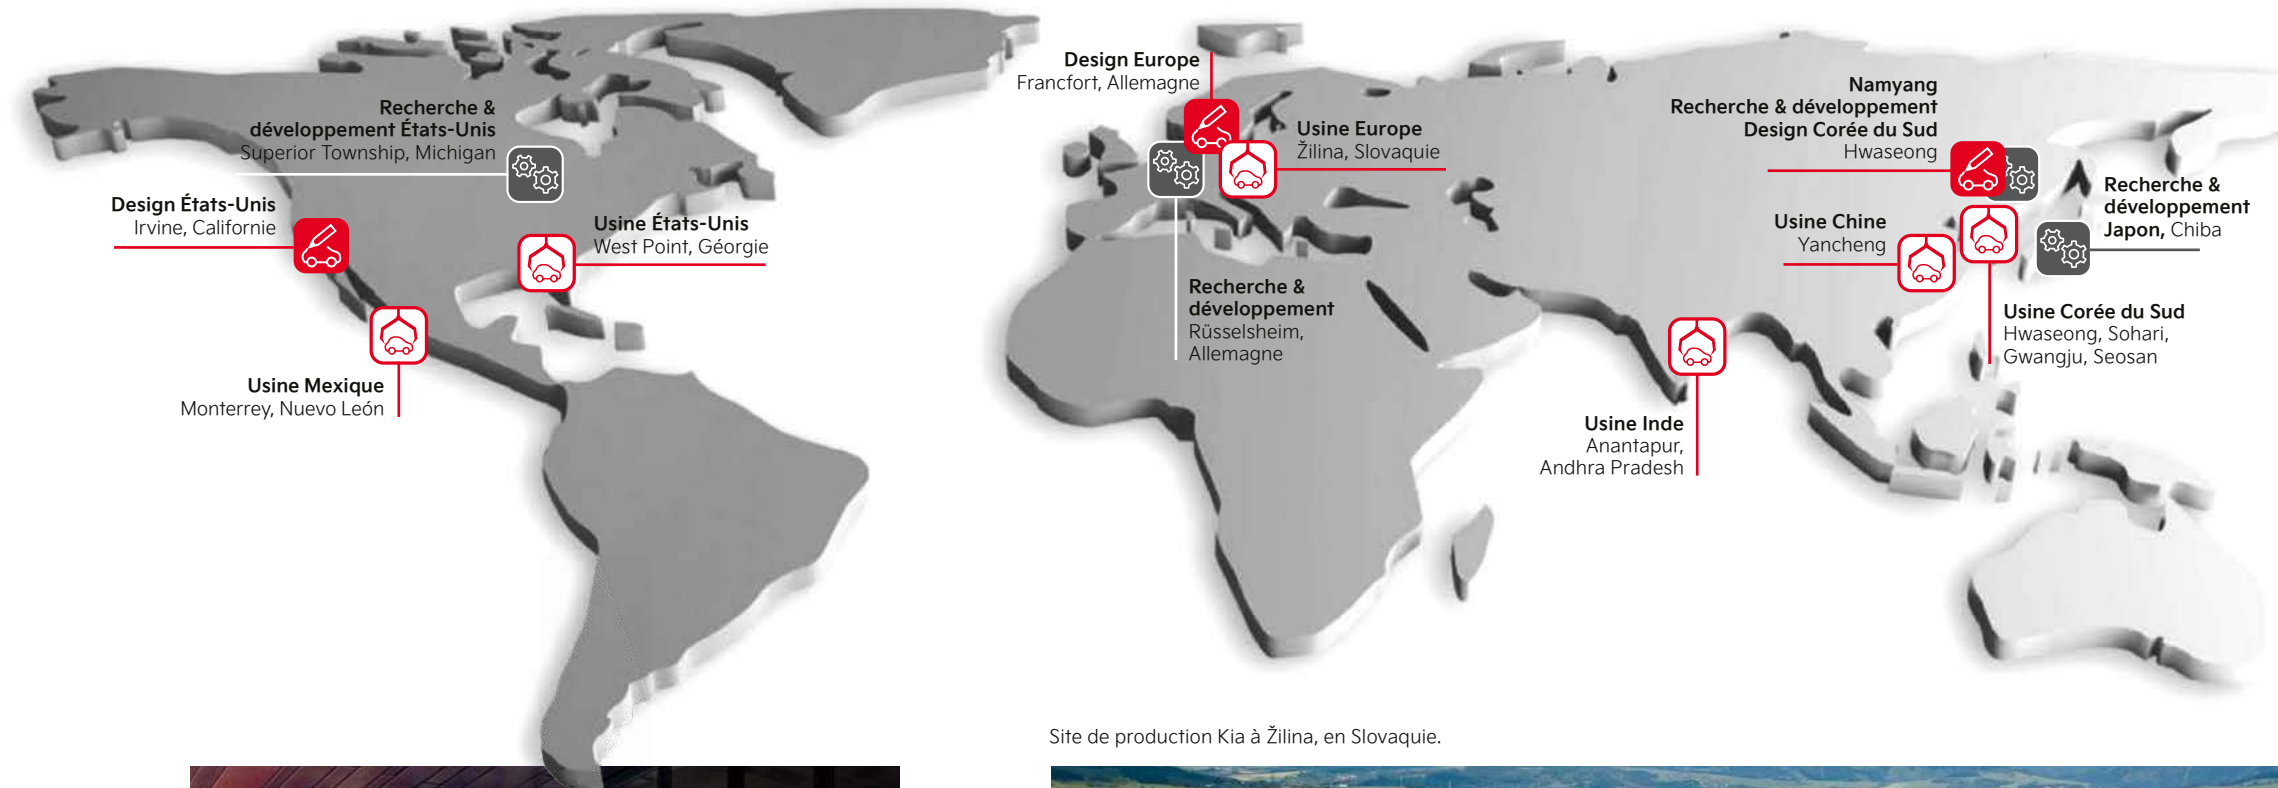 Recherche &
développement États-Unis
Superior Township, Michigan
Design États-Unis
Irvine, Californie
Usine États-Unis
West Point, Géorgie
Usine Mexique
Monterrey, Nuevo León
Design Europe
Francfort, Allemagne
Usine Europe
Žilina, Slovaquie
Recherche &
développement
Rüsselsheim,
Allemagne
Namyang
Recherche & développement
Design Corée du Sud
Hwaseong
Recherche &
développement
Japon, Chiba
Usine Chine
Yancheng
Usine Corée du Sud
Hwaseong, Sohari,
Gwangju, Seosan
Usine Inde
Anantapur,
Andhra Pradesh
Site de production Kia à Žilina, en Slovaquie.